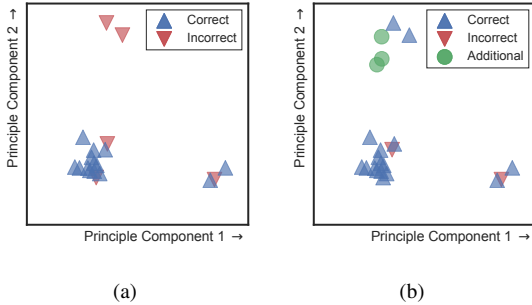 Principle Component 2 →
Correct
Incorrect
Principle Component 1 →
(a)
Principle Component 2 →
Correct
Incorrect
Additional
Principle Component 1 →
(b)